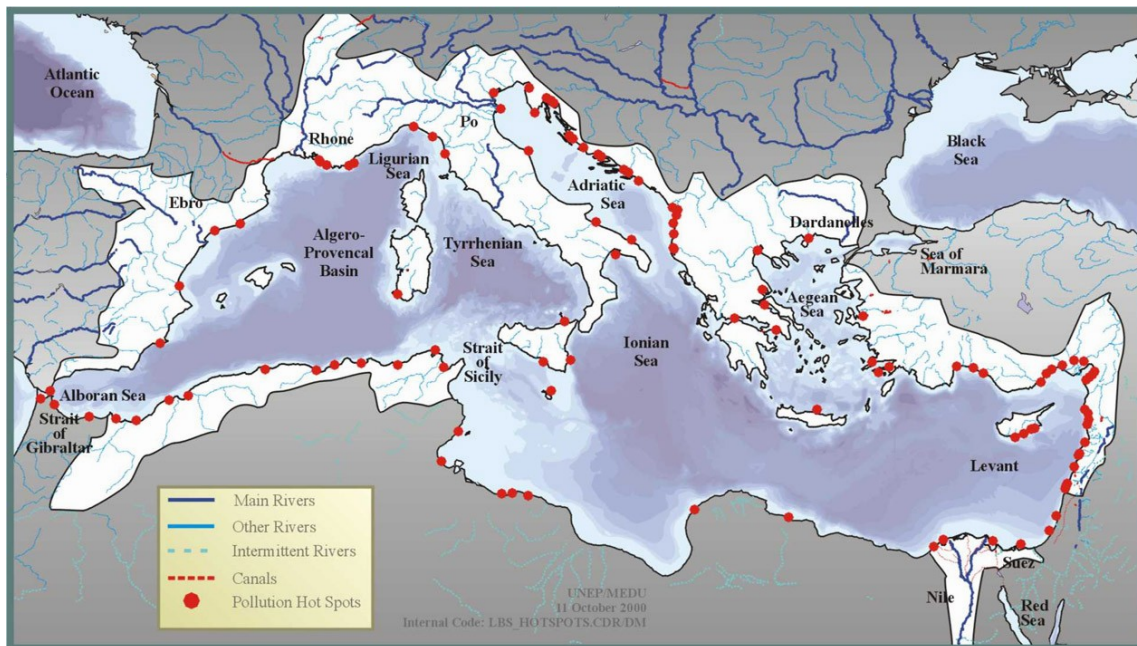 Atlantic
Ocean
Rhone
Ligurian
Sea
Po
Black
Sea
Ebro
Adriatic
Sea
Dardanelles
Algero-
Provencal
Basin
Tyrrhenian
Sea
Sea of
Marmara
Aegean
Sea
Ionian
Sea
Strait
of
Sicily
Alboran Sea
Strait
of
Gibraltar
Levant
Main Rivers
Other Rivers
Intermittent Rivers
Canals
Pollution Hot Spots
Suez
Nile
Red
Sea
UNEP/MEDU
11 October 2000
Internal Code: LBS_HOTSPOTS.CDR/DM